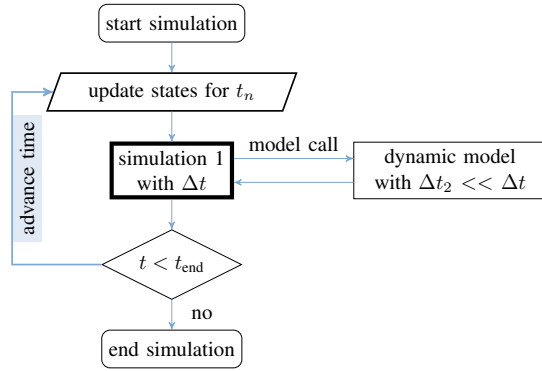 start simulation
update states for tₙ
simulation 1
with Δt
model call
dynamic model
with Δt₂ << Δt
advance time
t < t_end
no
end simulation